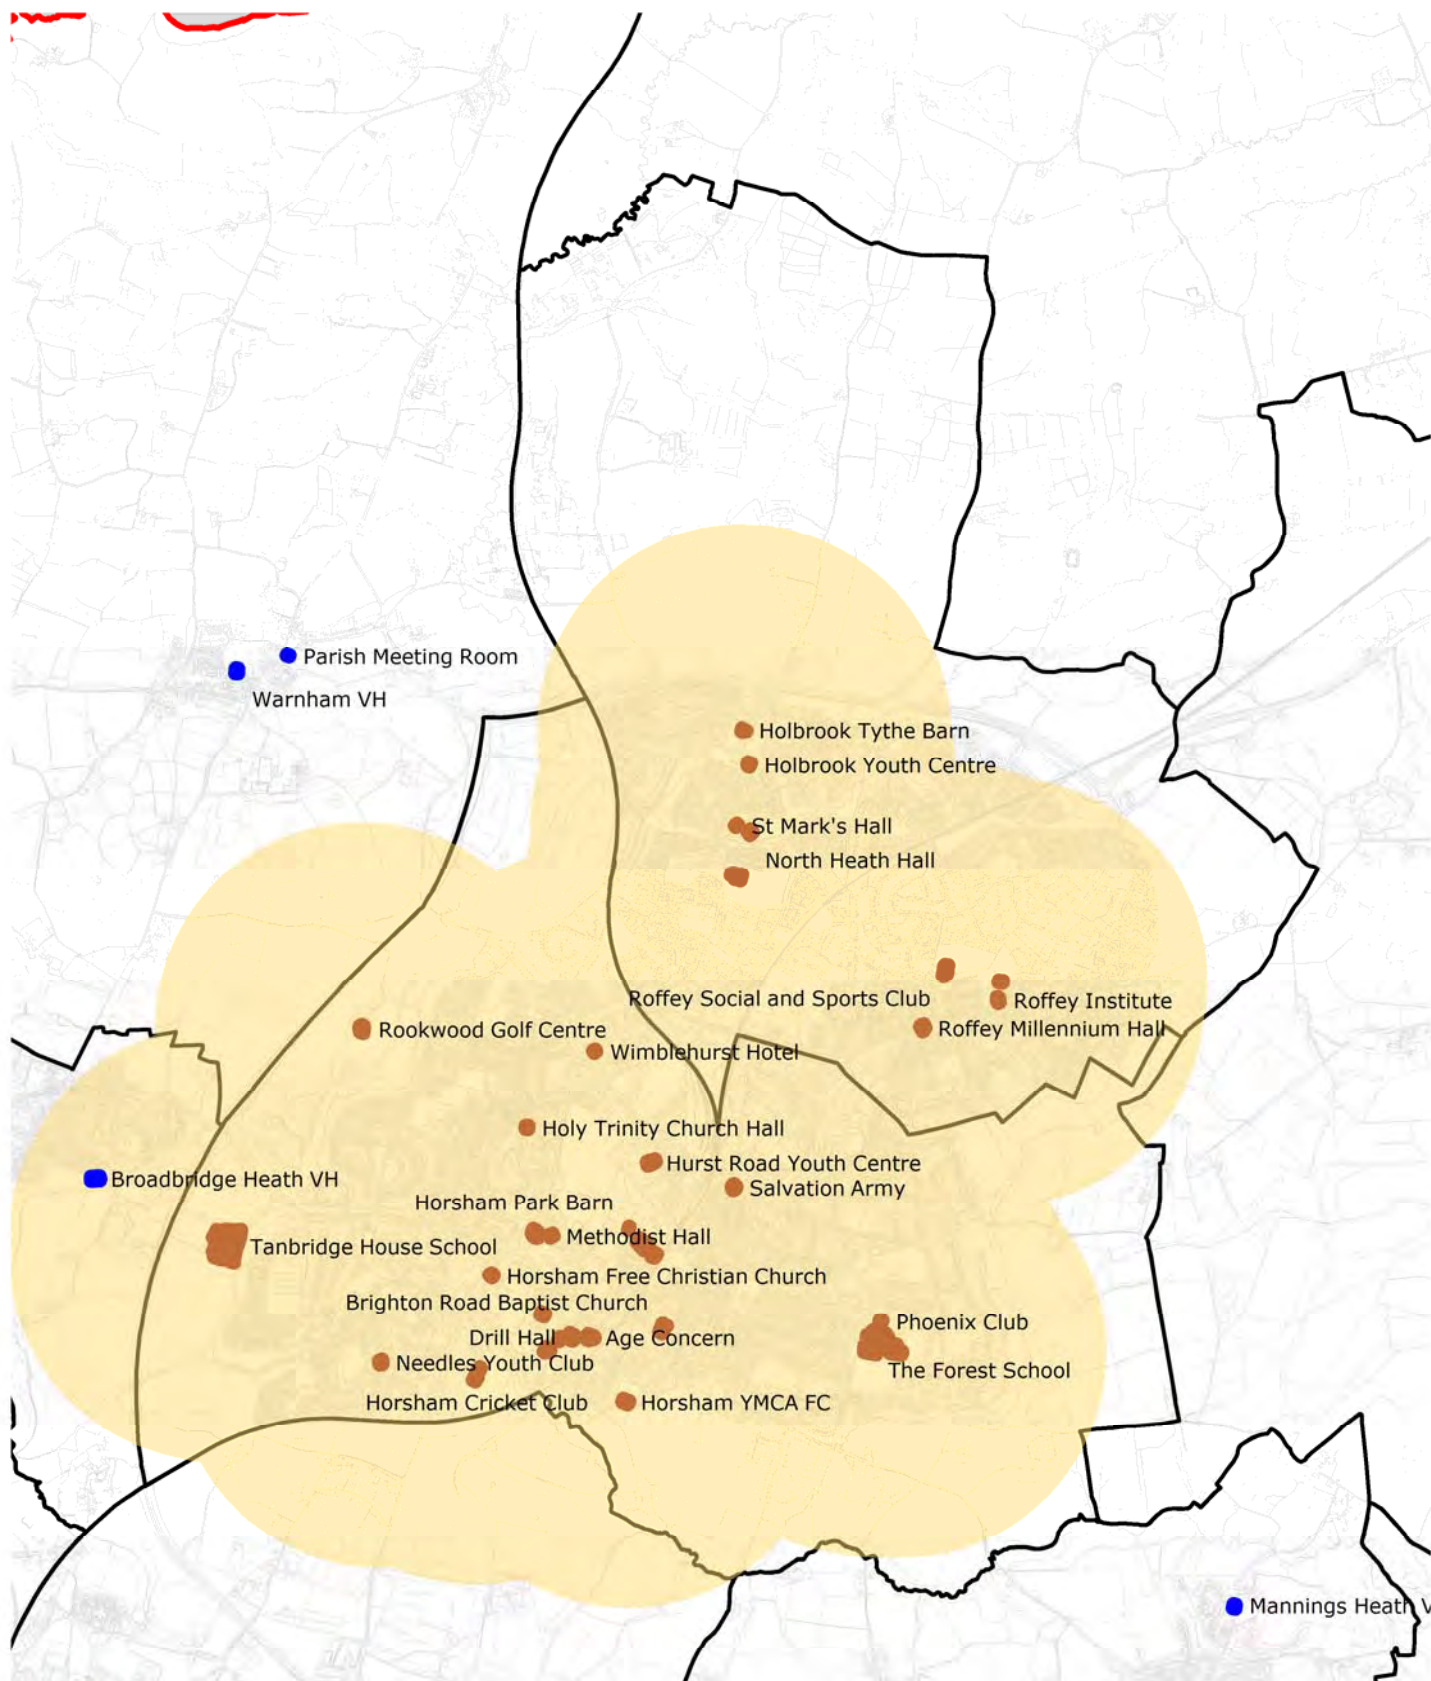 Parish Meeting Room
Warnham VH
Holbrook Tythe Barn
Holbrook Youth Centre
St Mark's Hall
North Heath Hall
Roffey Social and Sports Club
Roffey Institute
Roffey Millennium Hall
Rookwood Golf Centre
Wimblehurst Hotel
Holy Trinity Church Hall
Hurst Road Youth Centre
Broadbridge Heath VH
Salvation Army
Horsham Park Barn
Methodist Hall
Tanbridge House School
Horsham Free Christian Church
Brighton Road Baptist Church
Phoenix Club
Drill Hall
Age Concern
Needles Youth Club
The Forest School
Horsham Cricket Club
Horsham YMCA FC
Mannings Heath V